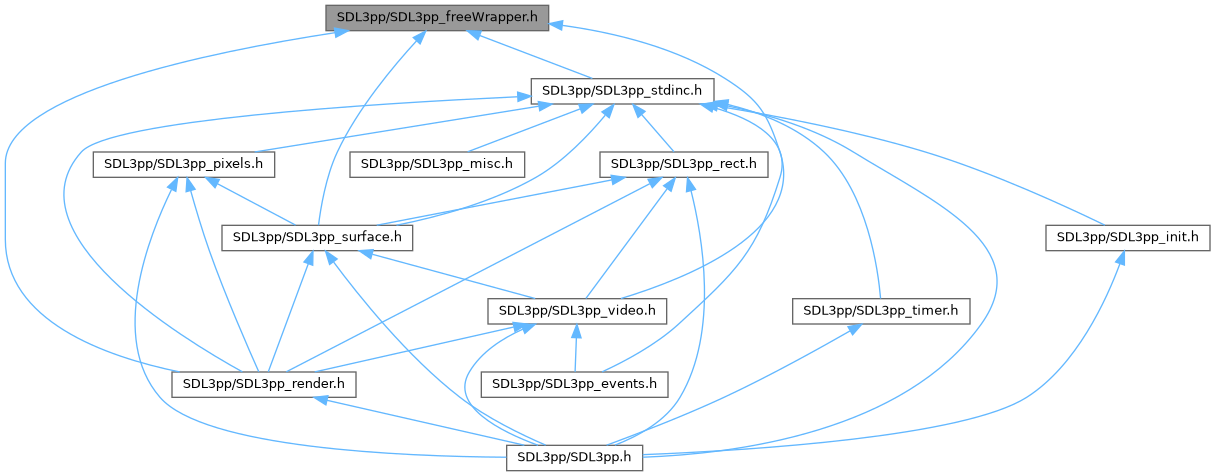 SDL3pp/SDL3pp_freeWrapper.h
SDL3pp/SDL3pp_stdinc.h
SDL3pp/SDL3pp_pixels.h
SDL3pp/SDL3pp_misc.h
SDL3pp/SDL3pp_rect.h
SDL3pp/SDL3pp_surface.h
SDL3pp/SDL3pp_init.h
SDL3pp/SDL3pp_video.h
SDL3pp/SDL3pp_timer.h
SDL3pp/SDL3pp_render.h
SDL3pp/SDL3pp_events.h
SDL3pp/SDL3pp.h